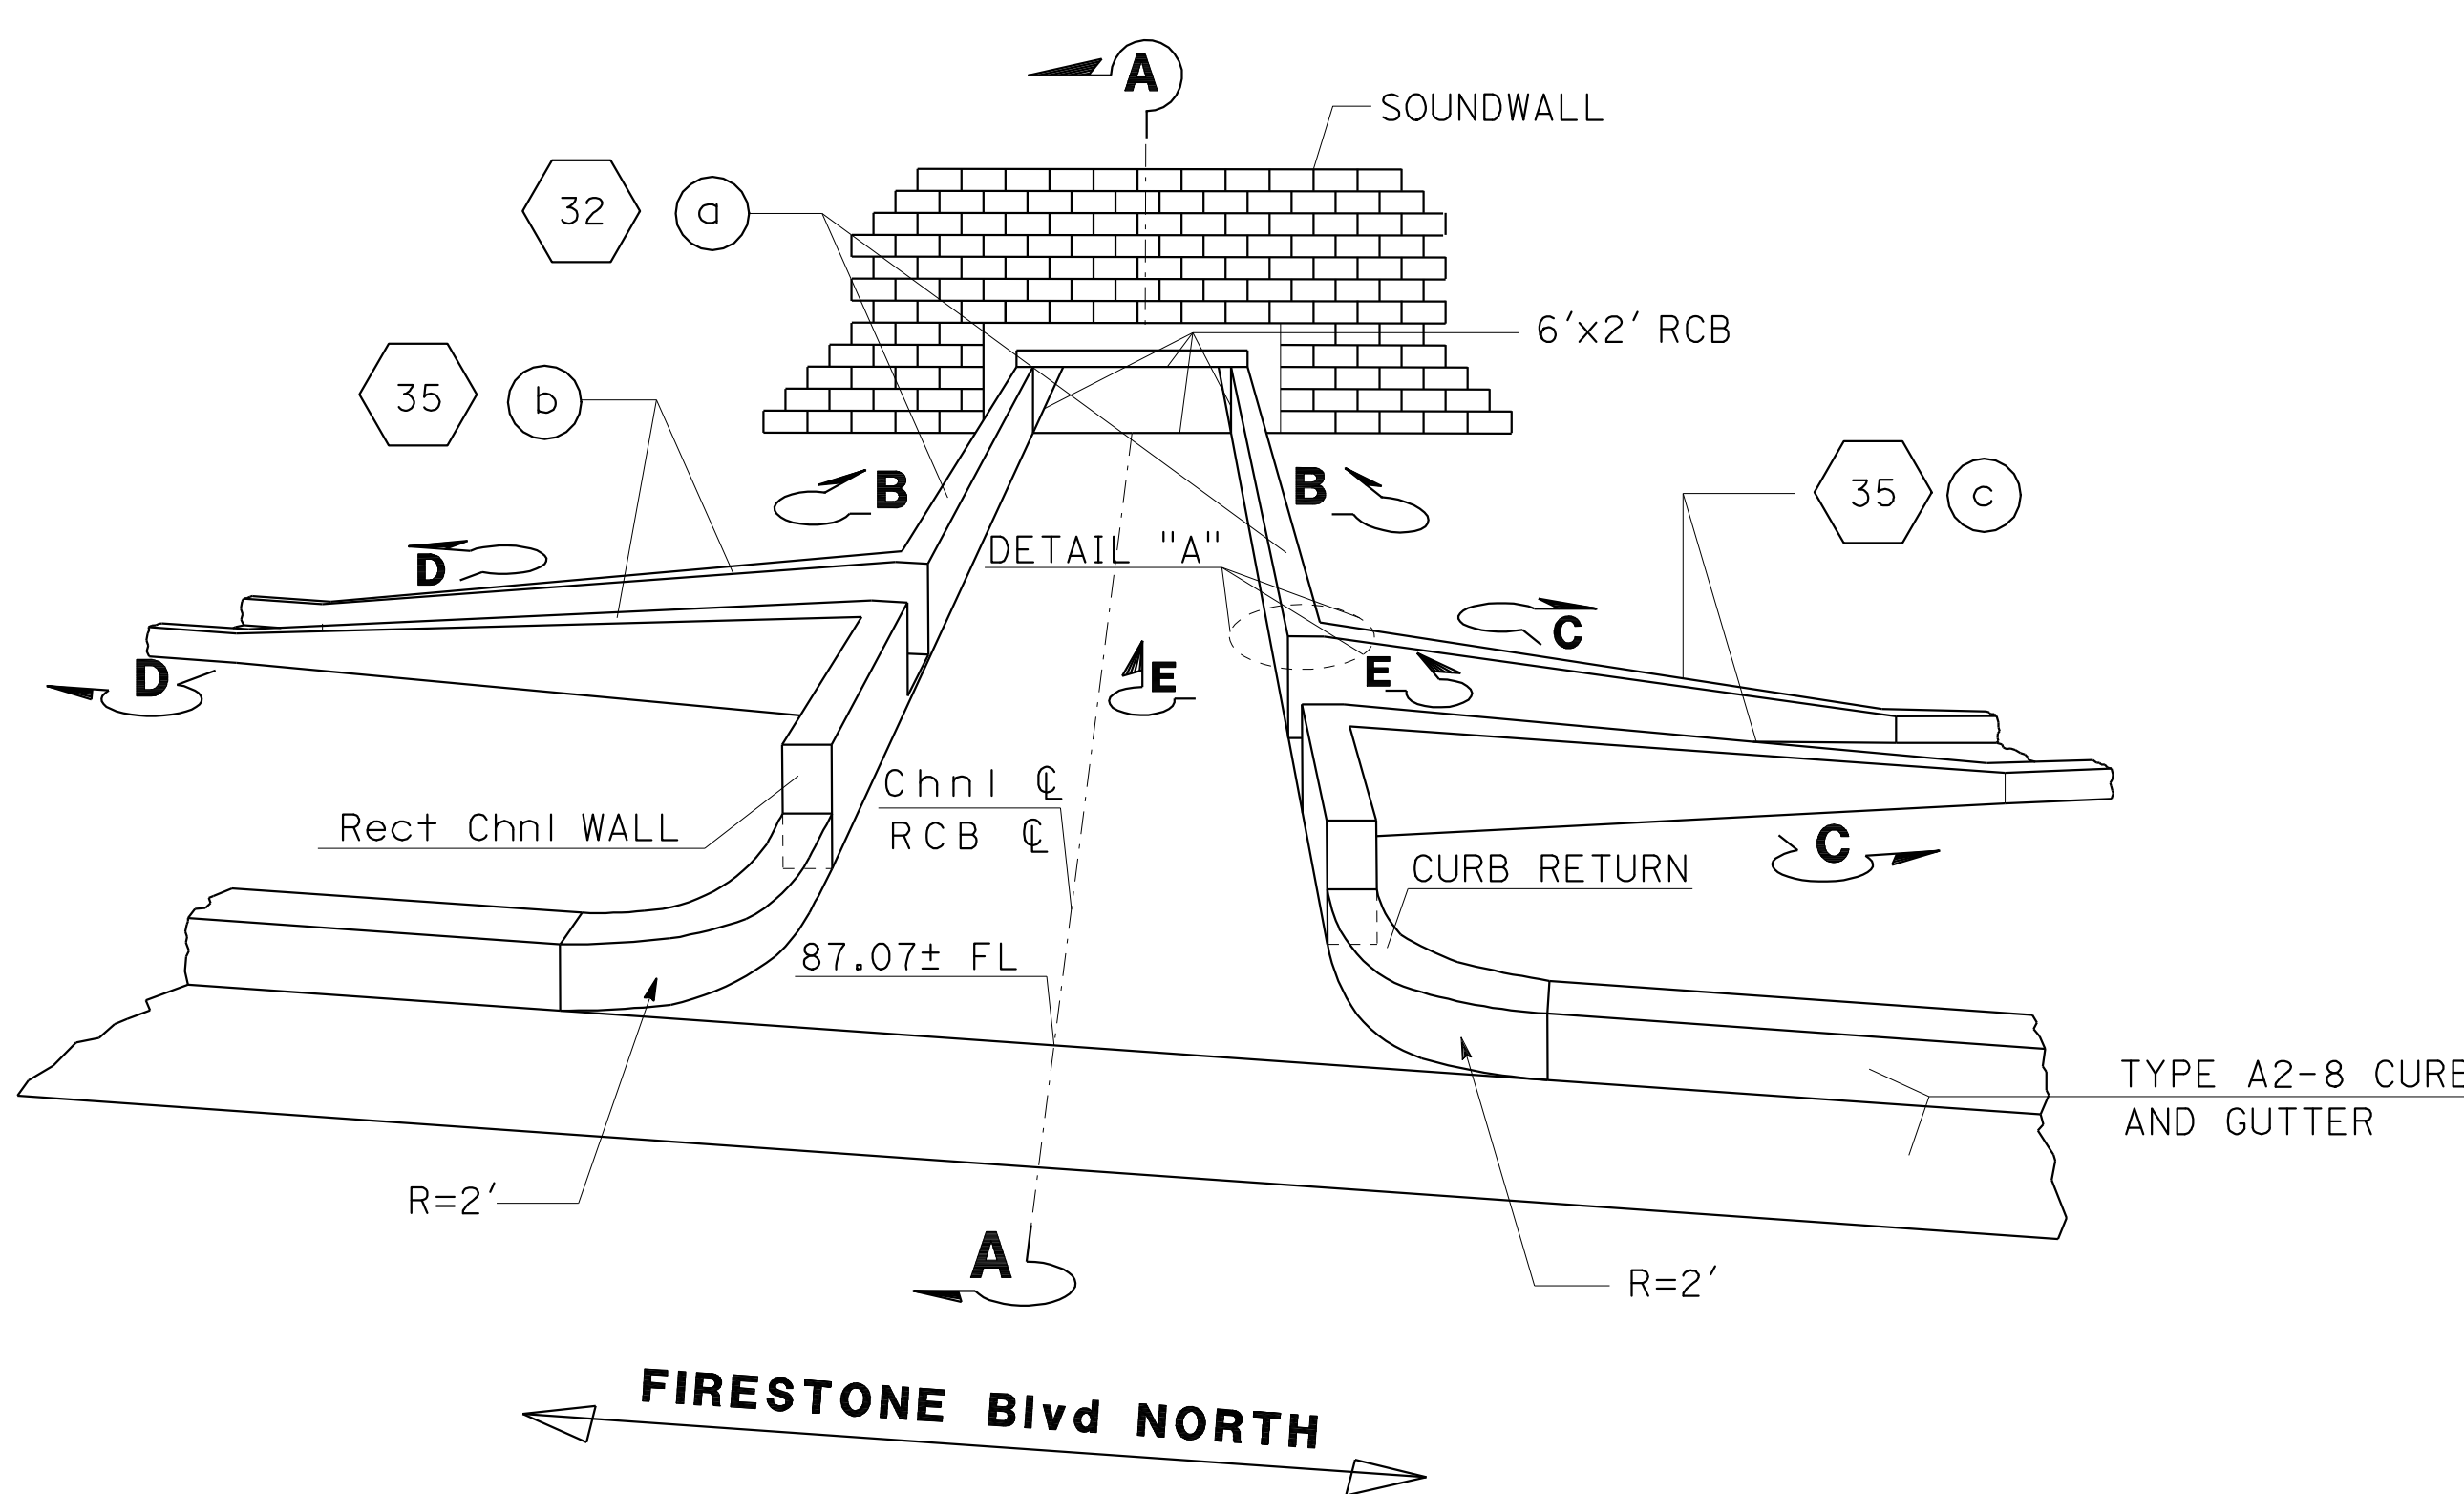 A
SOUNDWALL
32 a
6'x2' RCB
35 b
B B
35 c
DETAIL "A"
D
C
D
E E
Chnl ℄
RCB ℄
Rect Chnl WALL
C
CURB RETURN
87.07± FL
TYPE A2-8 CURB
AND GUTTER
R=2'
A
R=2'
FIRESTONE Blvd NORTH